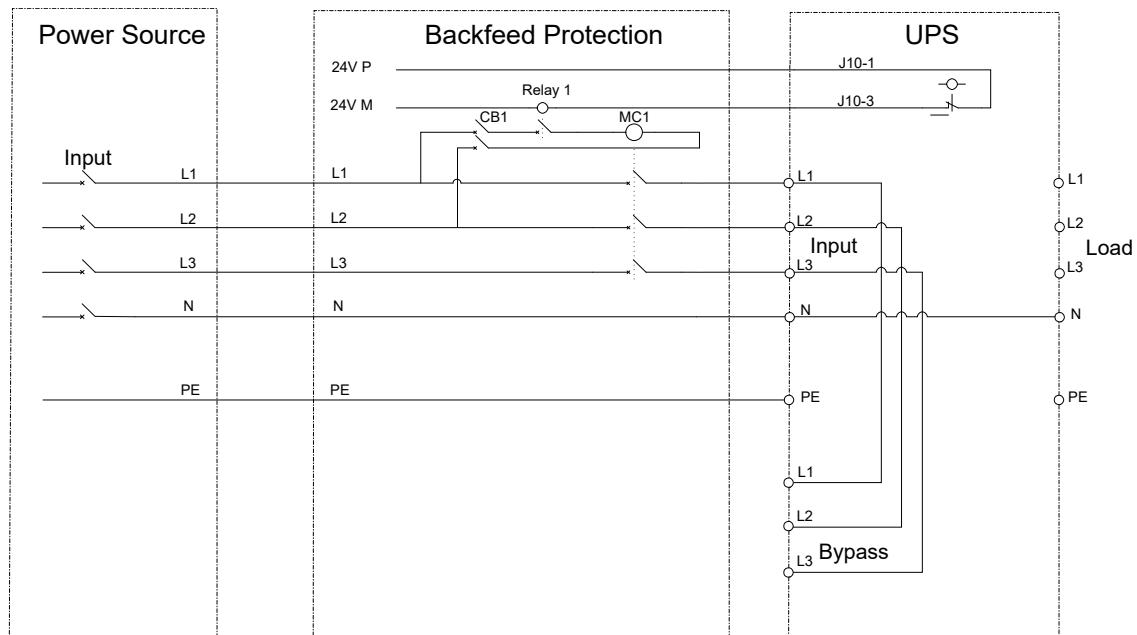 Power Source
Backfeed Protection
UPS
24V P
J10-1
Relay 1
24V M
J10-3
CB1
MC1
Input
L1
L1
L1
L1
L2
L2
L2
L2
Input
Load
L3
L3
L3
L3
N
N
N
N
PE
PE
PE
PE
L1
L2
L3
Bypass